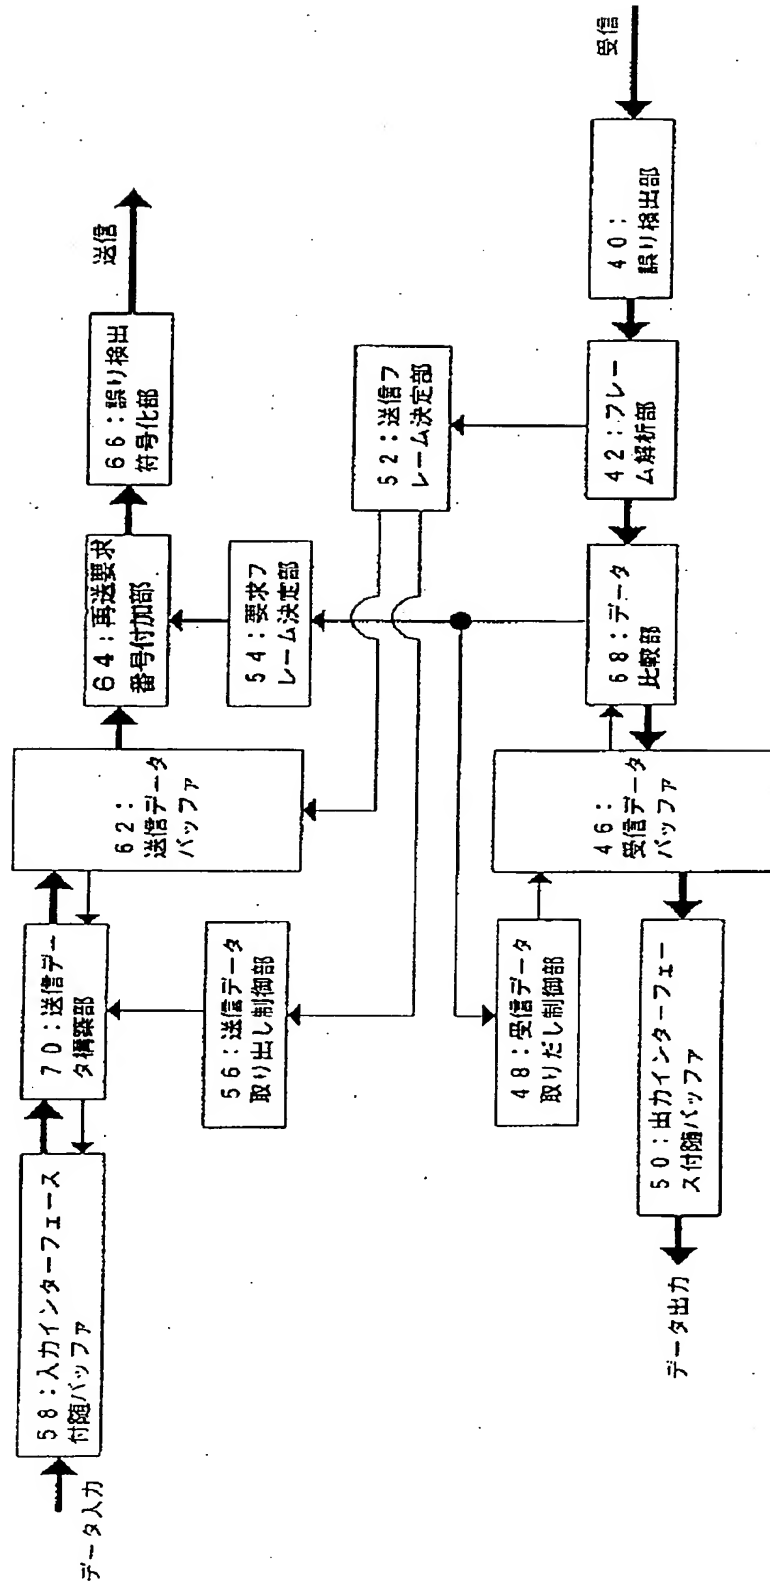 データ入力
58:入力インターフェース
付随バッファ
70:送信デー
タ構築部
62:
送信データ
バッファ
64:再送要求
番号付加部
66:誤り検出
符号化部
送信
56:送信データ
取り出し制御部
54:要求フ
レーム決定部
52:送信フ
レーム決定部
48:受信データ
取りだし制御部
データ出力
50:出力インターフェー
ス付随バッファ
46:
受信データ
バッファ
68:データ
比較部
42:フレー
ム解析部
40:
誤り検出部
受信